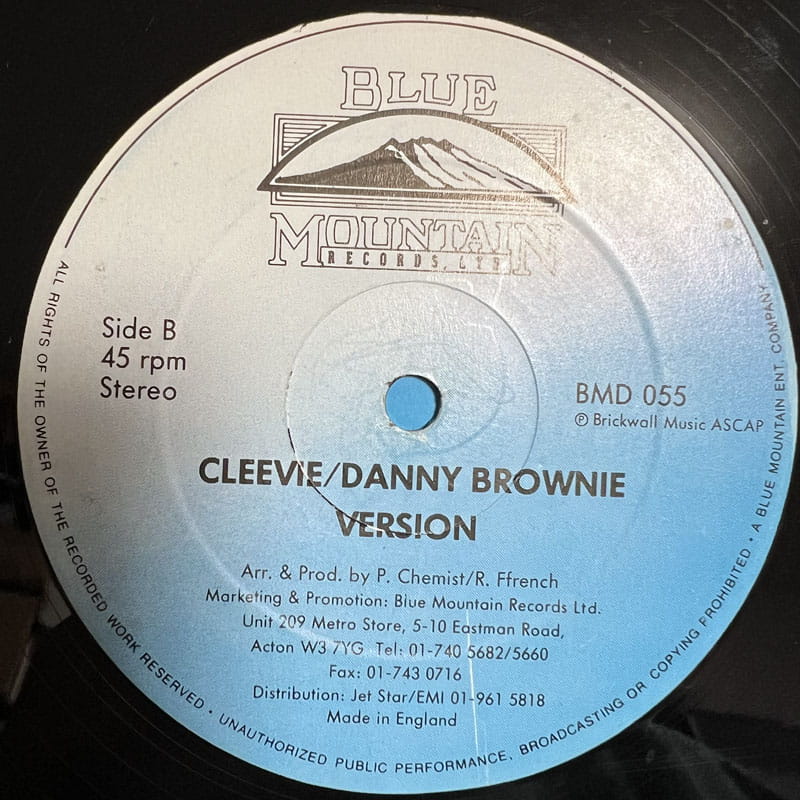 BLUE
MOUNTAIN
RECORDS, LTD
Side B
45 rpm
Stereo
BMD 055
℗ Brickwall Music ASCAP
CLEEVIE/DANNY BROWNIE
VERS!ON
Arr. & Prod. by P. Chemist/R. Ffrench
Marketing & Promotion: Blue Mountain Records Ltd.
Unit 209 Metro Store, 5-10 Eastman Road,
Acton W3 7YG Tel: 01-740 5682/5660
Fax: 01-743 0716
Distribution: Jet Star/EMI 01-961 5818
Made in England
ALL RIGHTS OF THE OWNER OF THE RECORDED WORK RESERVED • UNAUTHORIZED PUBLIC PERFORMANCE, BROADCASTING OR COPYING FROHIBITED • A BLUE MOUNTAIN ENT. COMPANY